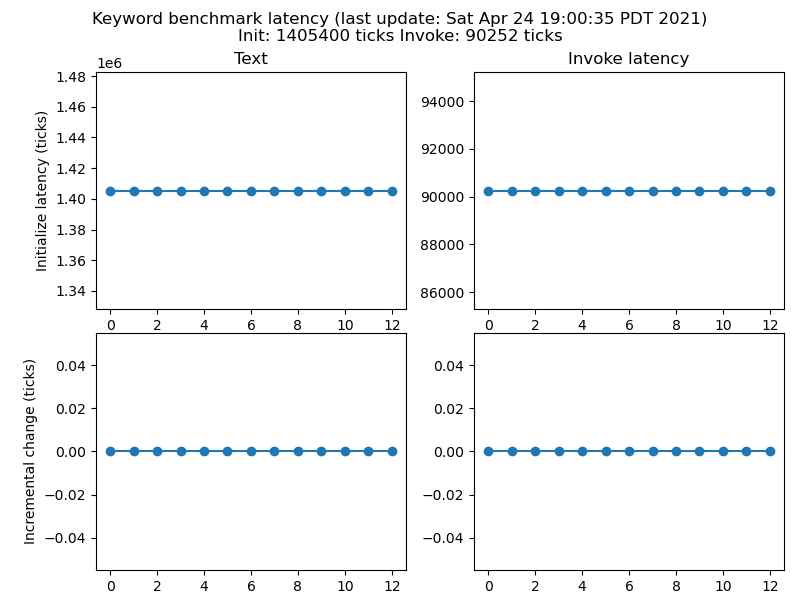 Keyword benchmark latency (last update: Sat Apr 24 19:00:35 PDT 2021)
Init: 1405400 ticks Invoke: 90252 ticks
Text
Invoke latency
1e6
1.48
1.46
1.44
1.42
1.40
1.38
1.36
1.34
Initialize latency (ticks)
0 2 4 6 8 10 12
94000
92000
90000
88000
86000
0 2 4 6 8 10 12
0.04
0.02
0.00
−0.02
−0.04
Incremental change (ticks)
0 2 4 6 8 10 12
0.04
0.02
0.00
−0.02
−0.04
0 2 4 6 8 10 12